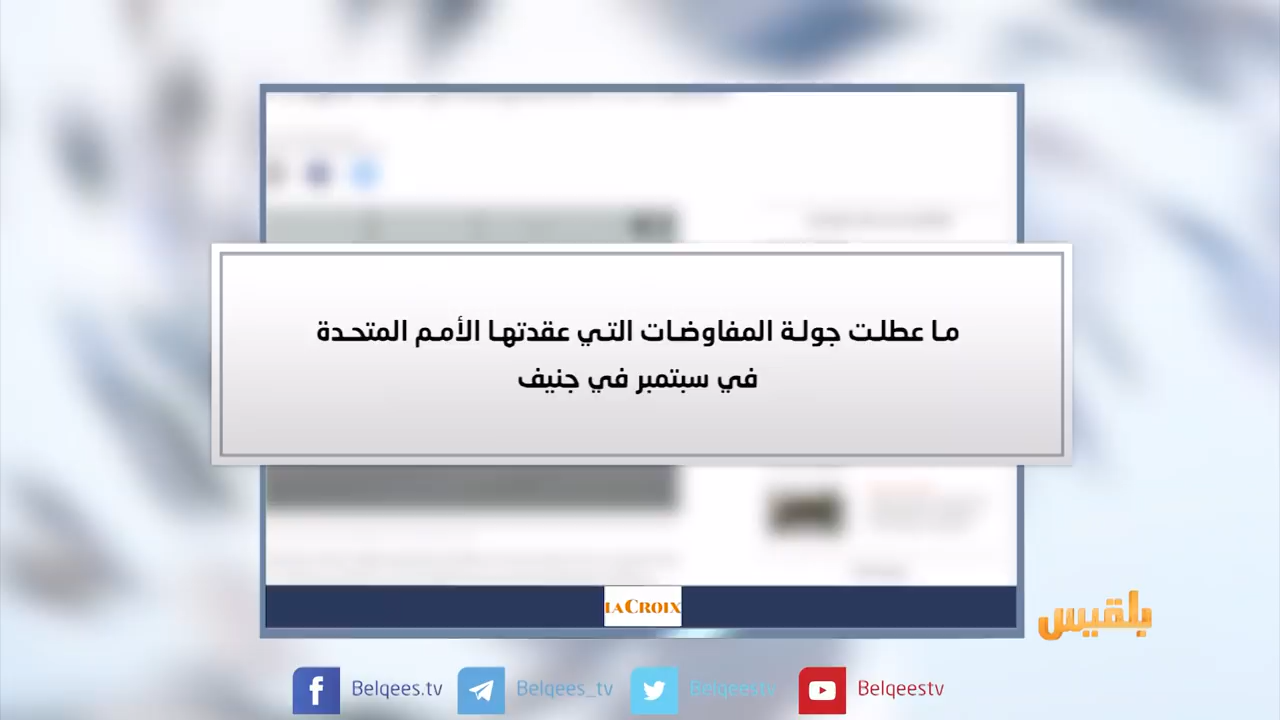 ما عطلت جولة المفاوضات التي عقدتها الأمم المتحدة
في سبتمبر في جنيف
laCroix
بلقيس
Belqees.tv
Belqees_tv
Belqeestv
Belqeestv